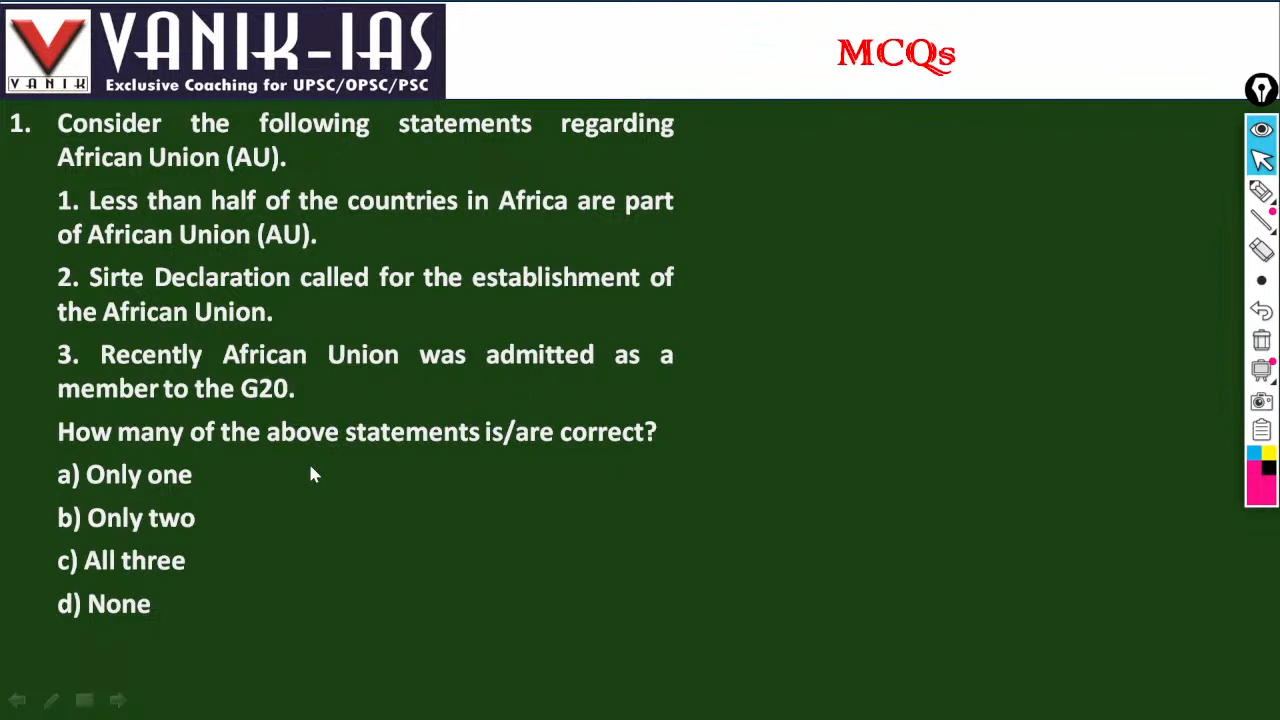 VANIK-IAS
VANIK
Exclusive Coaching for UPSC/OPSC/PSC
MCQs
1. Consider the following statements regarding
African Union (AU).
1. Less than half of the countries in Africa are part
of African Union (AU).
2. Sirte Declaration called for the establishment of
the African Union.
3. Recently African Union was admitted as a
member to the G20.
How many of the above statements is/are correct?
a) Only one
b) Only two
c) All three
d) None